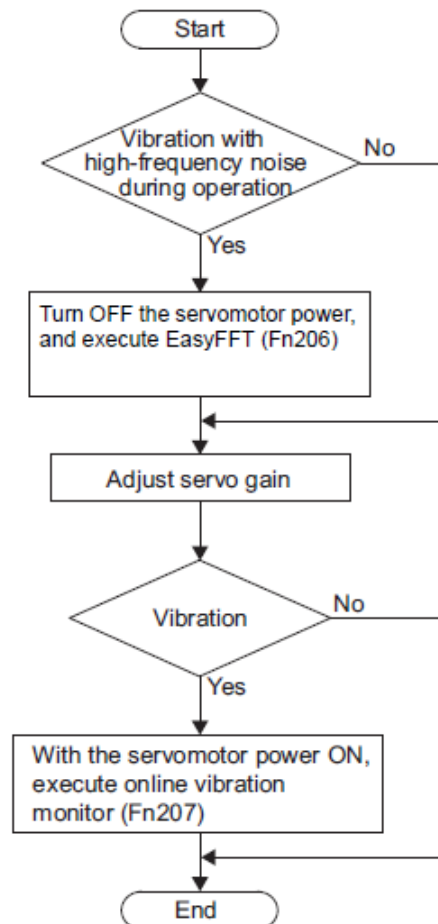 Start
Vibration with
high-frequency noise
during operation
No
Yes
Turn OFF the servomotor power,
and execute EasyFFT (Fn206)
Adjust servo gain
Vibration
No
Yes
With the servomotor power ON,
execute online vibration
monitor (Fn207)
End